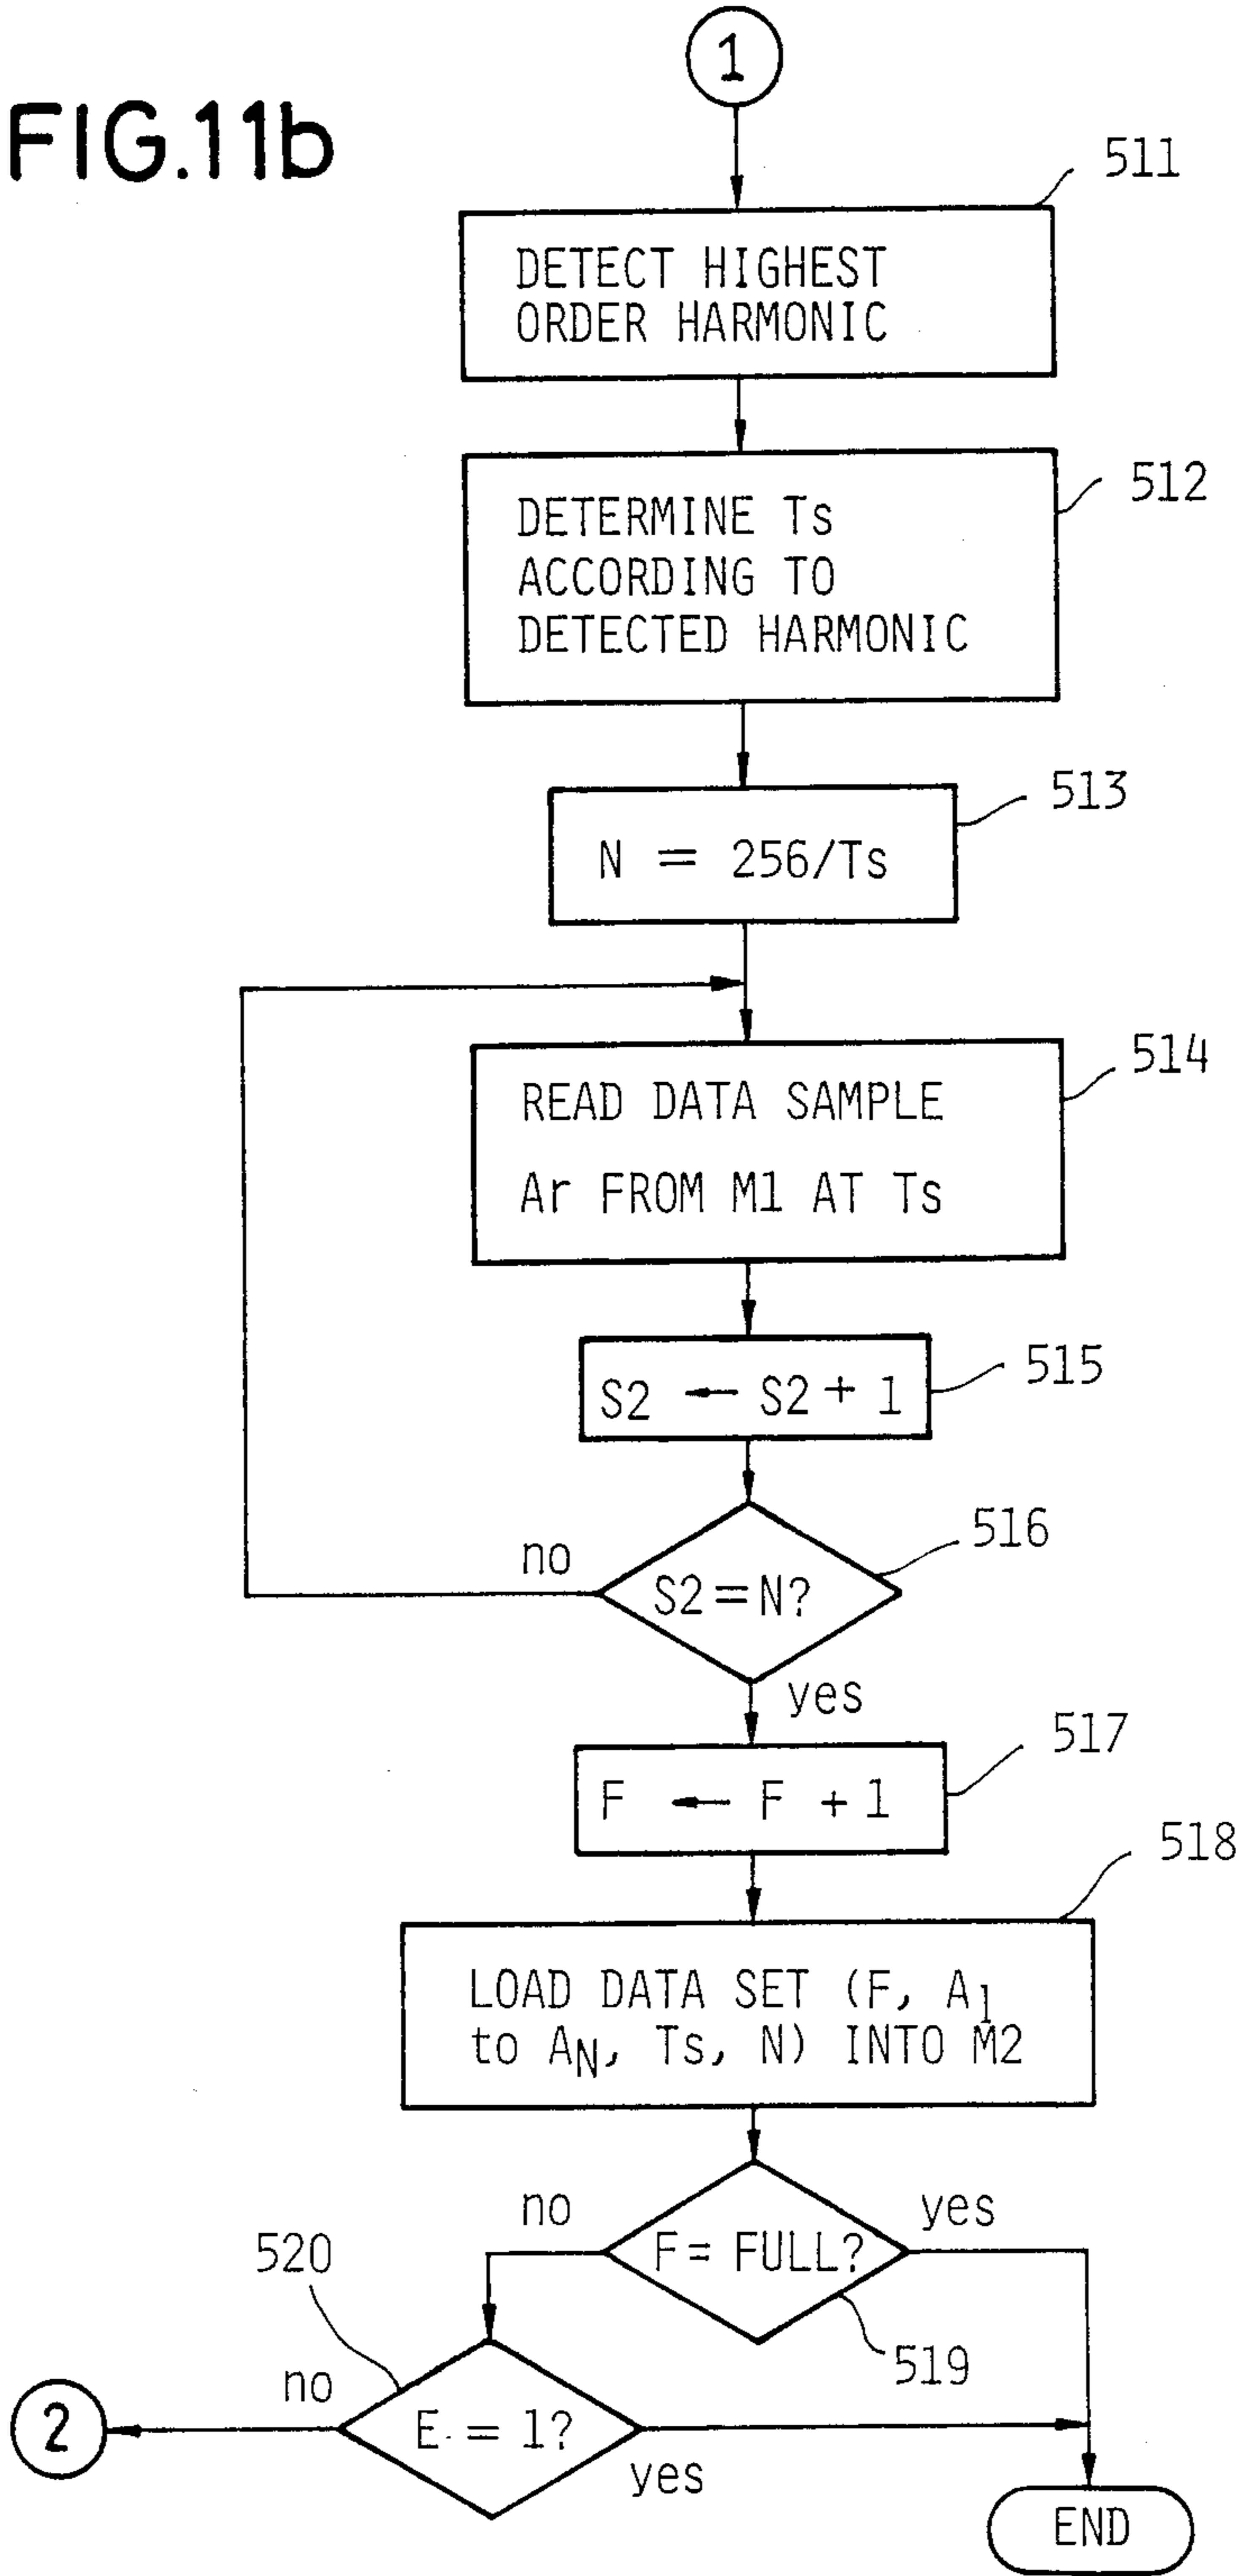 FIG.11b
1
511
DETECT HIGHEST
ORDER HARMONIC
512
DETERMINE Ts
ACCORDING TO
DETECTED HARMONIC
513
N = 256/Ts
514
READ DATA SAMPLE
Ar FROM M1 AT Ts
515
S2 ← S2 + 1
516
no
S2 = N?
yes
517
F ← F + 1
518
LOAD DATA SET (F, A1
to AN, Ts, N) INTO M2
no
yes
F = FULL?
519
520
no
2
E = 1?
yes
END